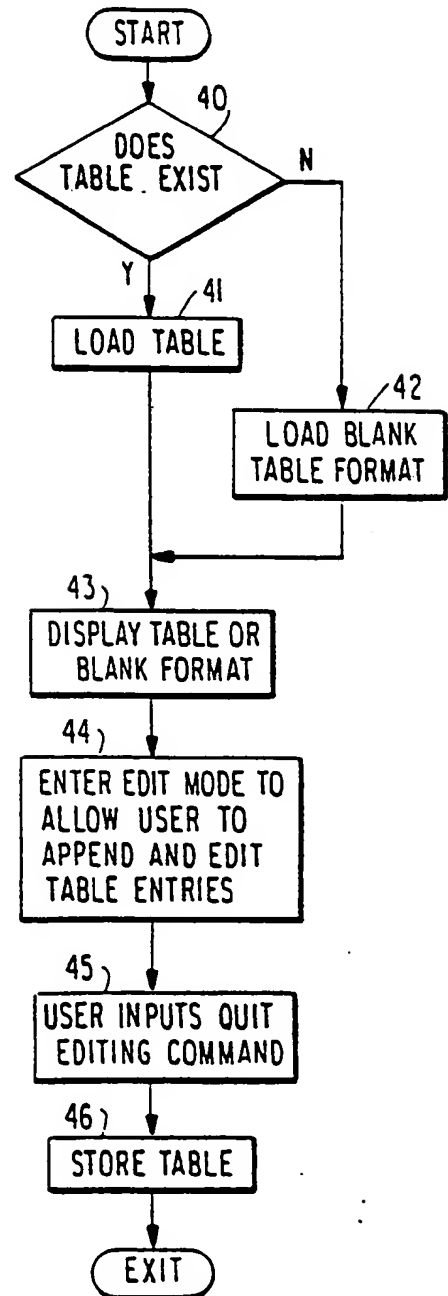 START
40
DOES
TABLE EXIST
N
Y
41
LOAD TABLE
42
LOAD BLANK
TABLE FORMAT
43
DISPLAY TABLE OR
BLANK FORMAT
44
ENTER EDIT MODE TO
ALLOW USER TO
APPEND AND EDIT
TABLE ENTRIES
45
USER INPUTS QUIT
EDITING COMMAND
46
STORE TABLE
EXIT